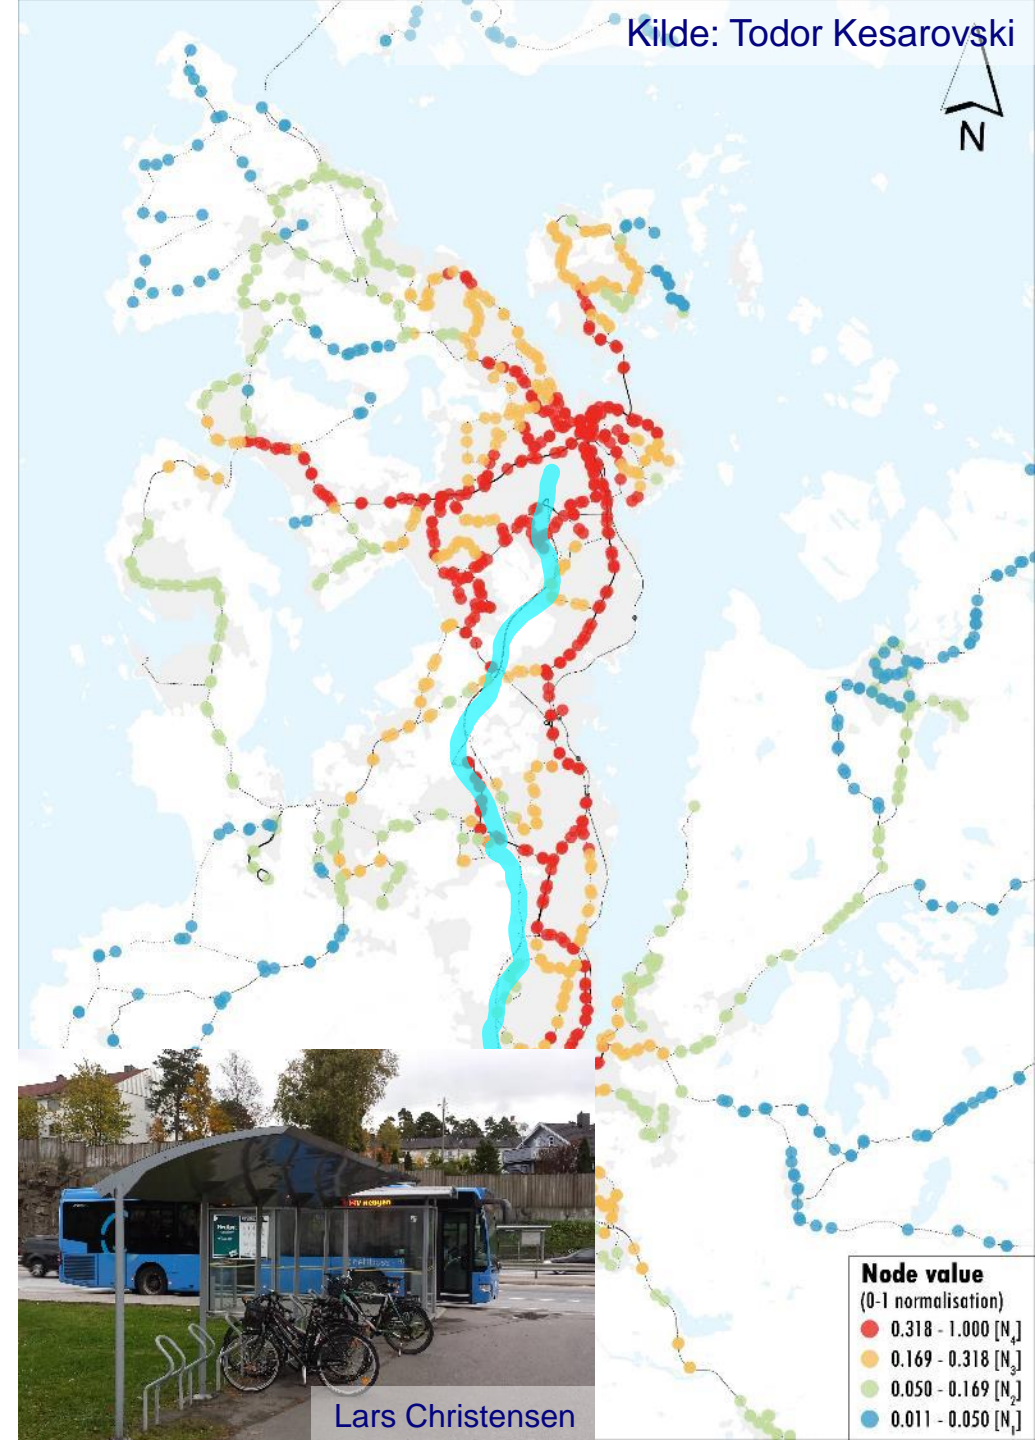 Kilde: Todor Kesarovski
N
Lars Christensen
Node value
(0-1 normalisation)
0.318 - 1.000 [N4]
0.169 - 0.318 [N3]
0.050 - 0.169 [N2]
0.011 - 0.050 [N1]